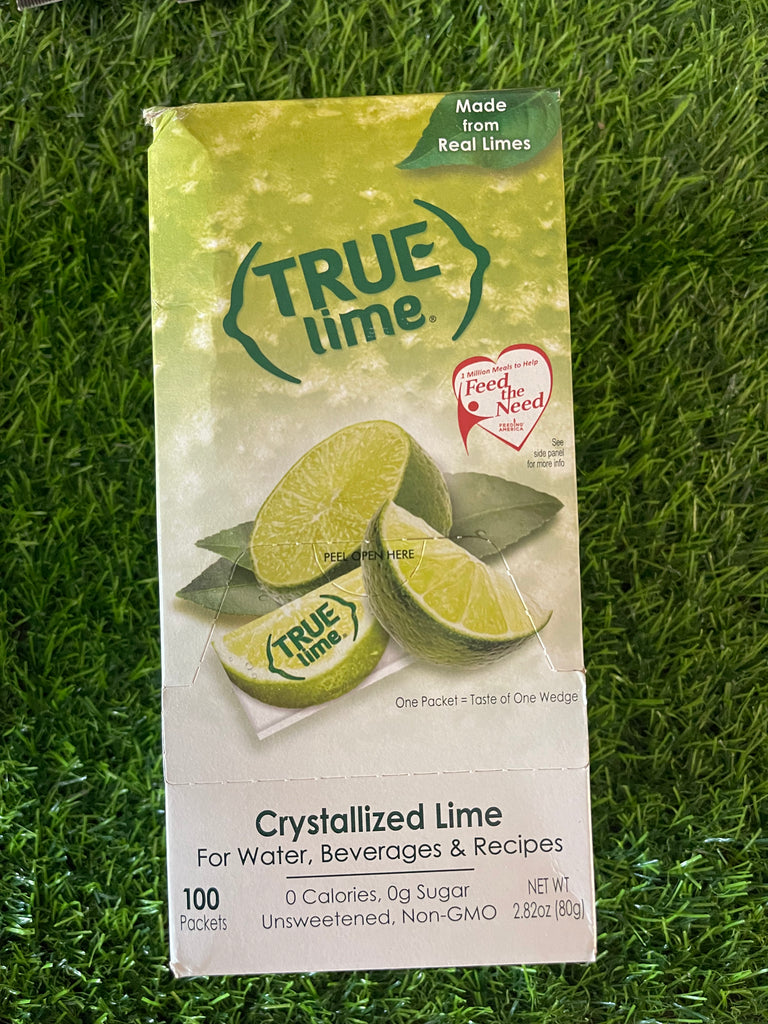 Made
from
Real Limes
TRUE
lime®
1 Million Meals to Help
Feed
the
Need
FEEDING
AMERICA
See
side panel
for more info
PEEL OPEN HERE
TRUE
lime®
One Packet = Taste of One Wedge
Crystallized Lime
For Water, Beverages & Recipes
100
Packets
0 Calories, 0g Sugar
Unsweetened, Non-GMO
NET WT
2.82oz (80g)